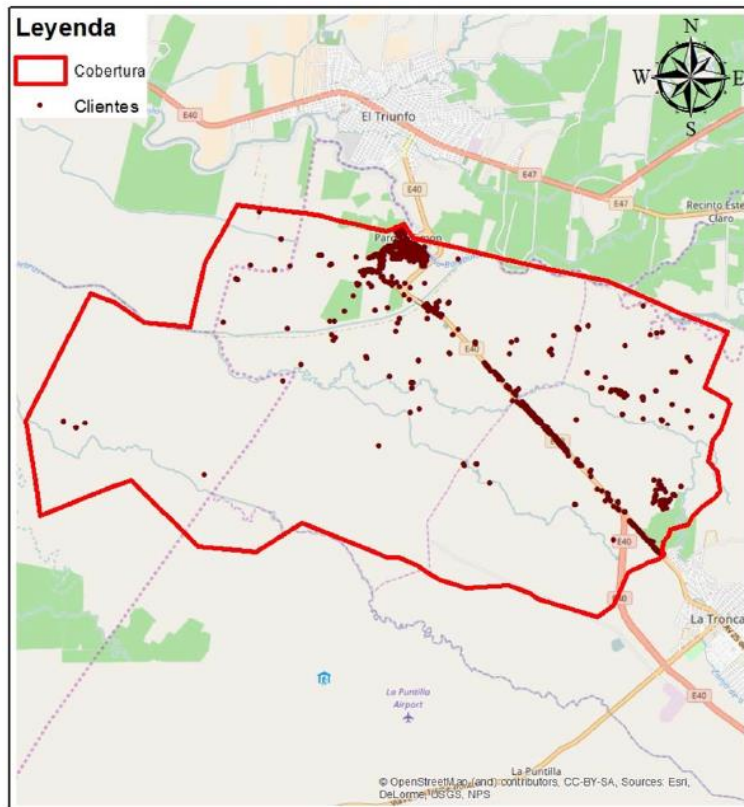 Leyenda
Cobertura
Clientes
N
W E
S
E40
El Triunfo
E40
E47
E47
Recinto Este
Claro
E40
E40
E40
La Tronca
La Puntilla
Airport
E40
La Puntilla
© OpenStreetMap (and) contributors, CC-BY-SA, Sources: Esri,
DeLorme, USGS, NPS